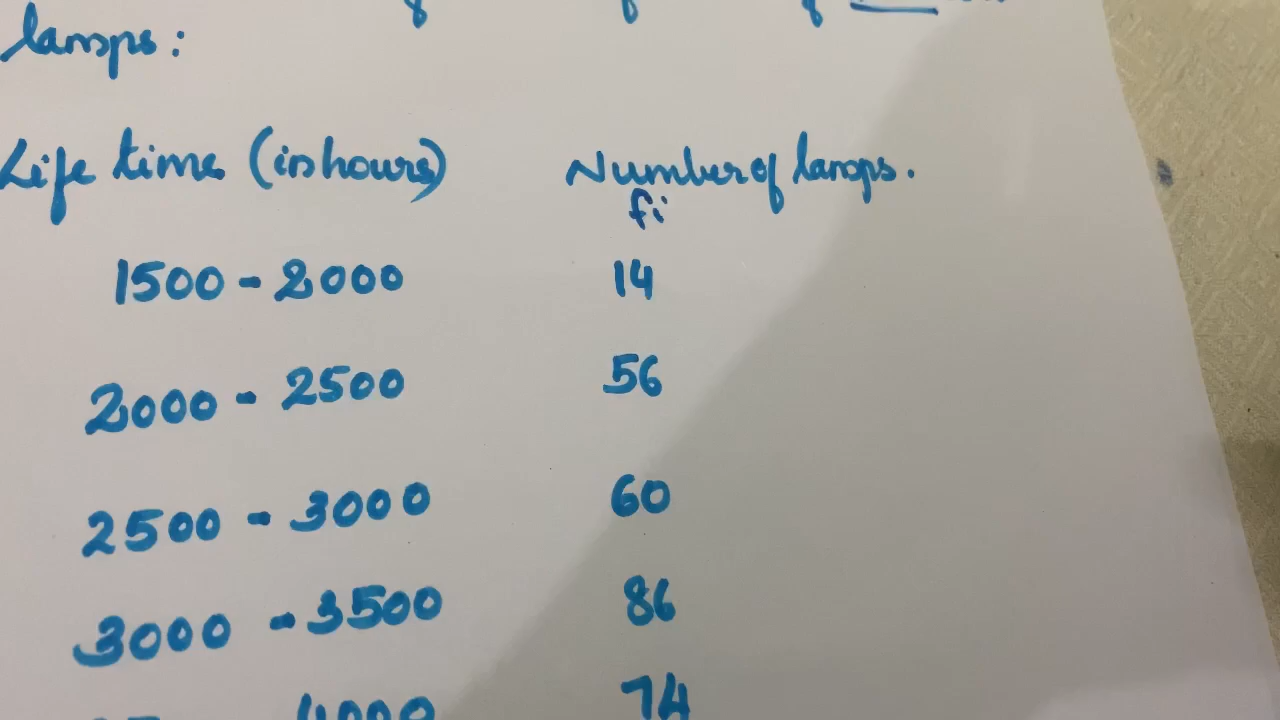 lamps:
Life time (in hours) Number of lamps.
fi
1500 - 2000 14
2000 - 2500 56
2500 - 3000 60
3000 - 3500 86
4000 74